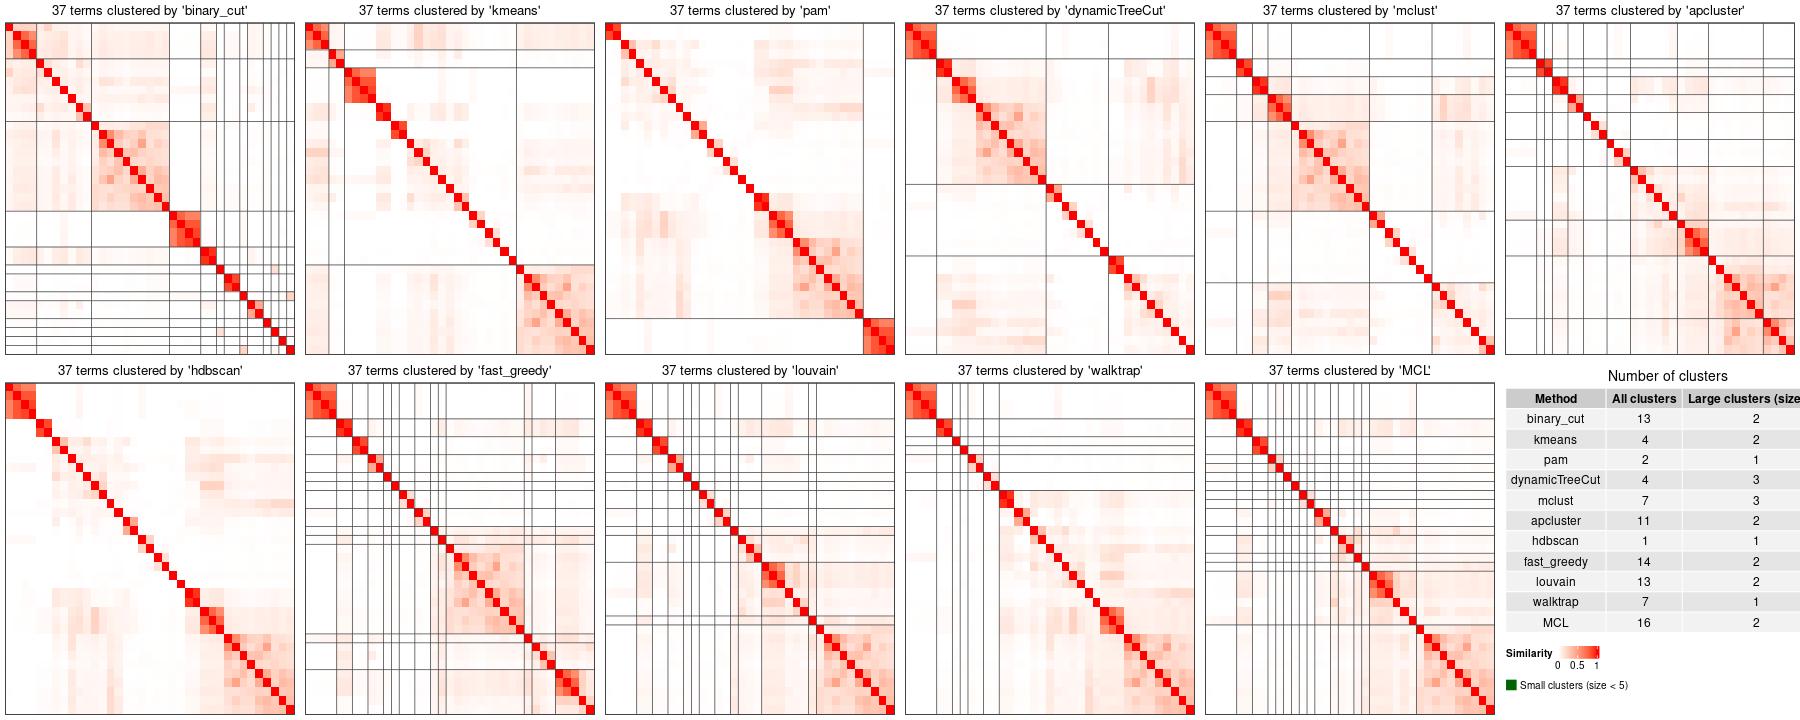 37 terms clustered by 'binary_cut'
37 terms clustered by 'kmeans'
37 terms clustered by 'pam'
37 terms clustered by 'dynamicTreeCut'
37 terms clustered by 'mclust'
37 terms clustered by 'apcluster'
37 terms clustered by 'hdbscan'
37 terms clustered by 'fast_greedy'
37 terms clustered by 'louvain'
37 terms clustered by 'walktrap'
37 terms clustered by 'MCL'
Number of clusters
Method All clusters Large clusters (size
binary_cut 13 2
kmeans 4 2
pam 2 1
dynamicTreeCut 4 3
mclust 7 3
apcluster 11 2
hdbscan 1 1
fast_greedy 14 2
louvain 13 2
walktrap 7 1
MCL 16 2
Similarity
0 0.5 1
Small clusters (size < 5)